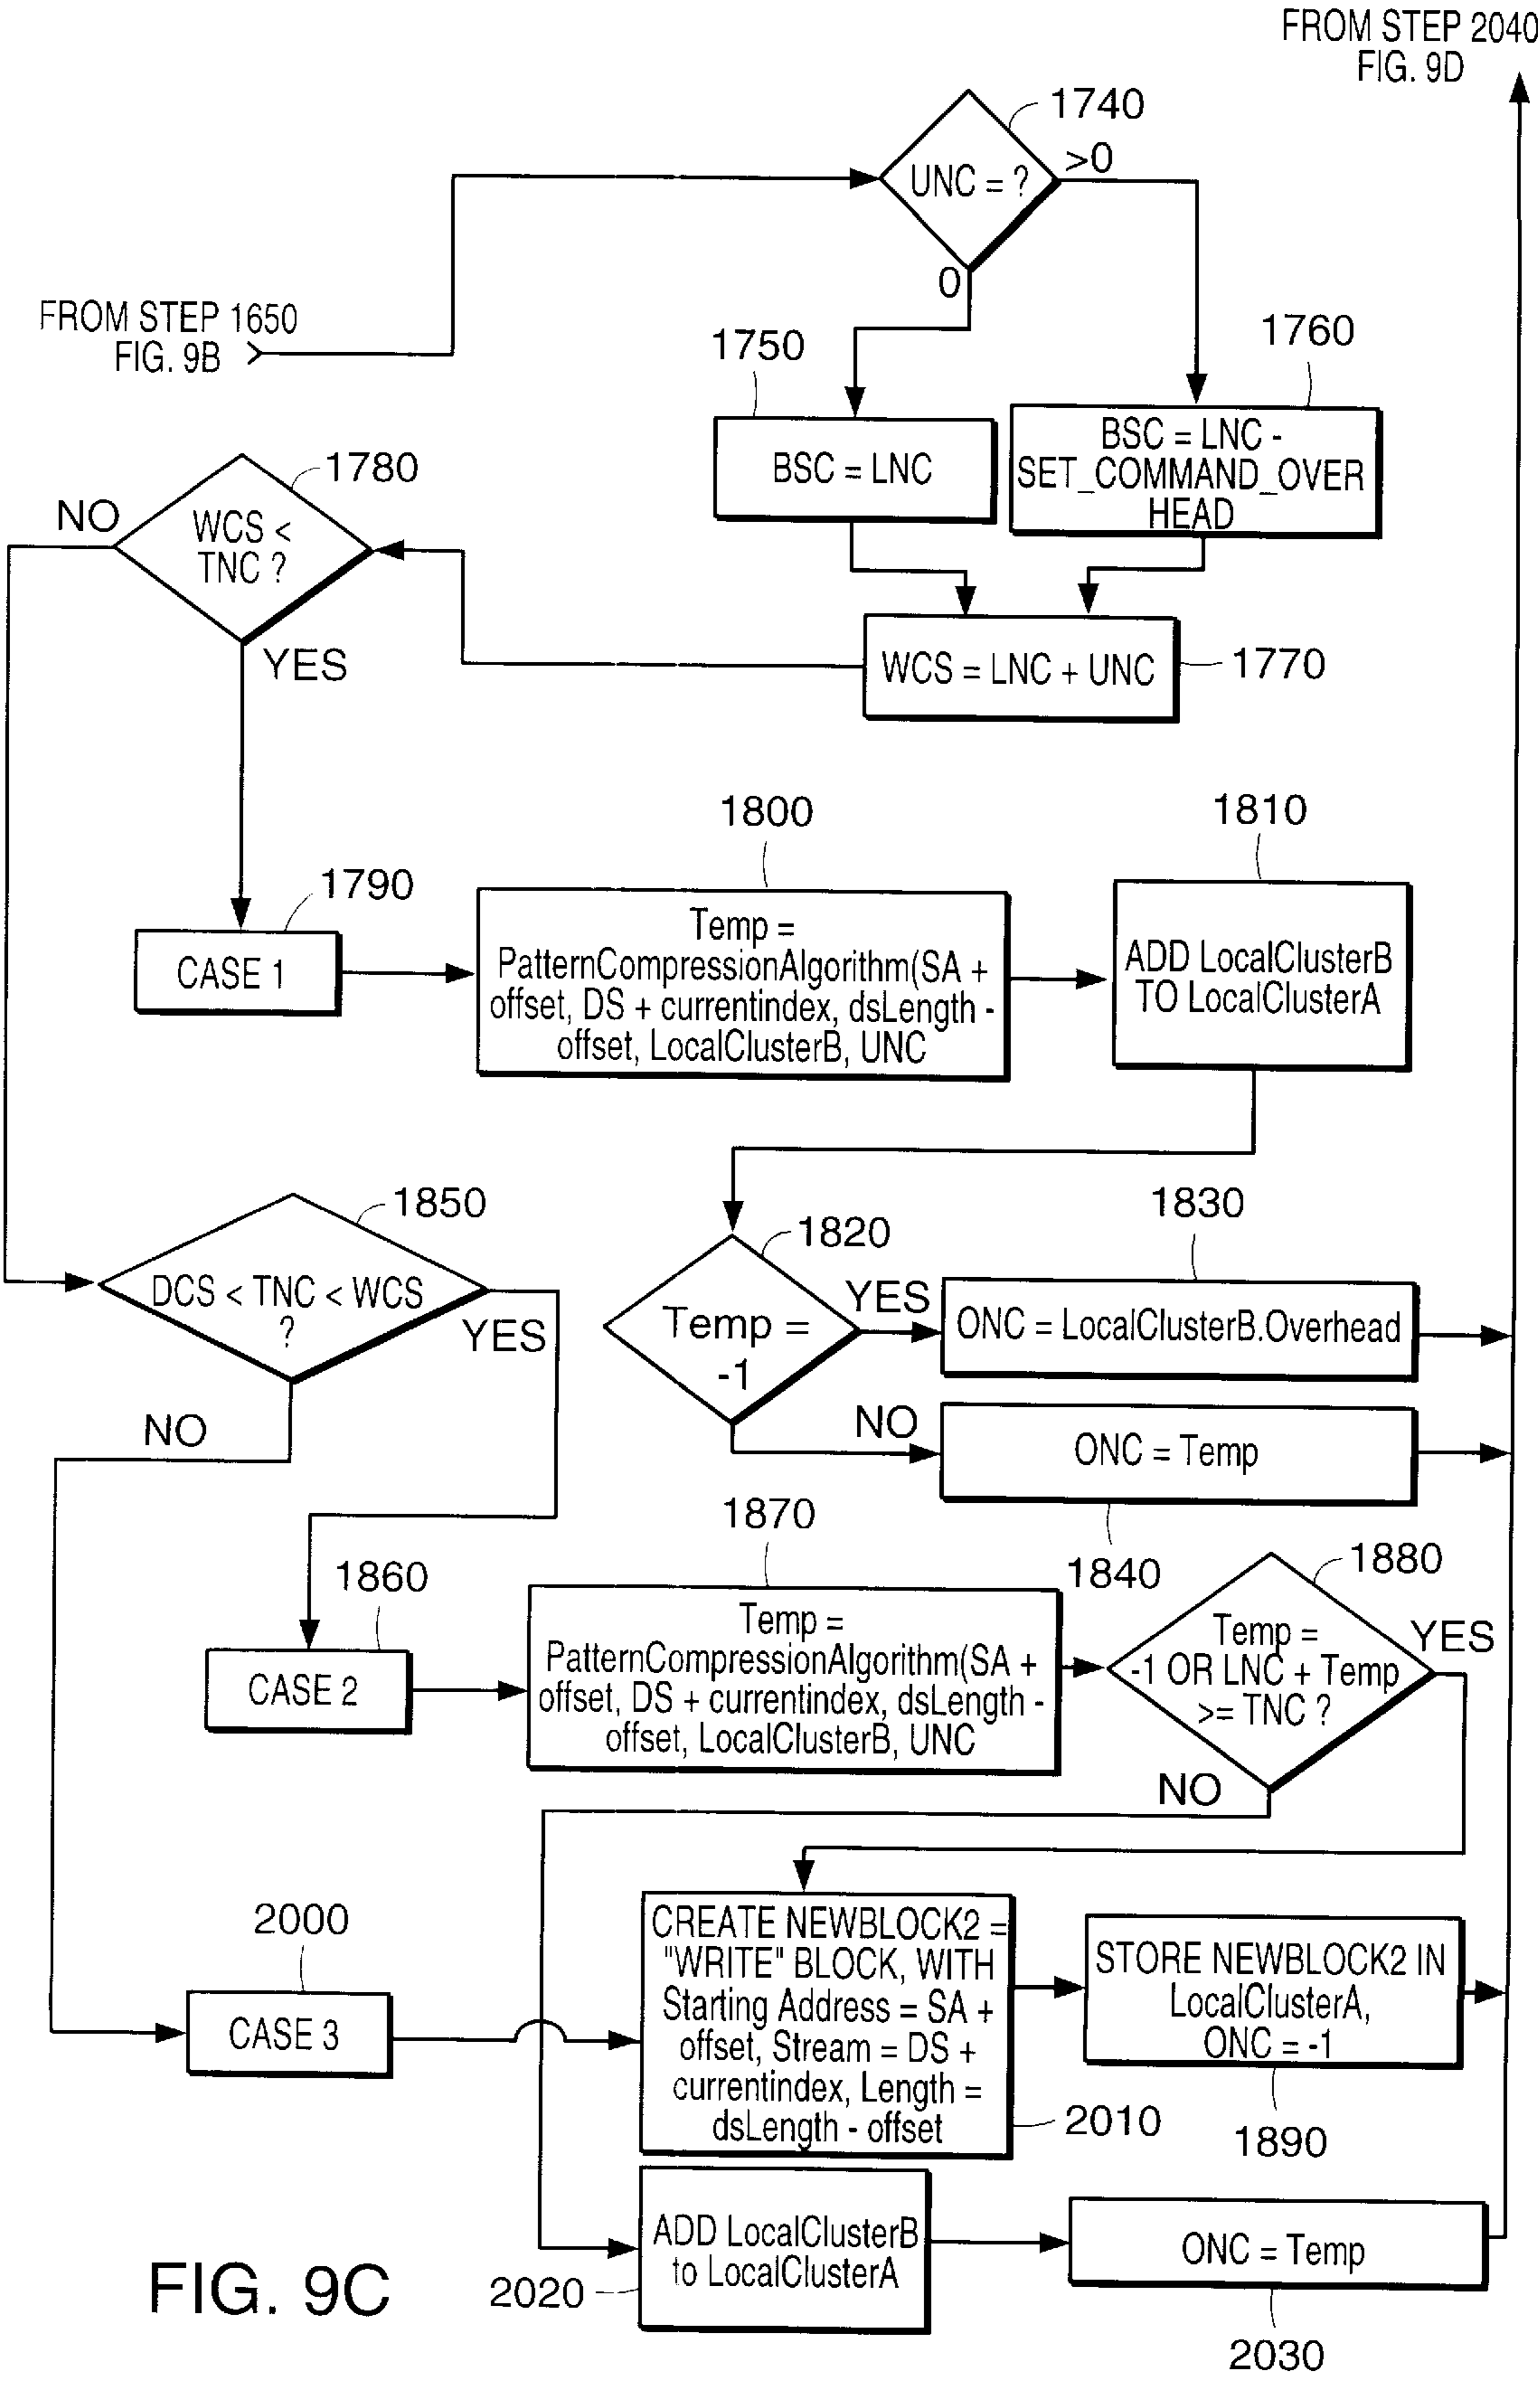 FROM STEP 2040
FIG. 9D
1740
>0
UNC = ?
0
FROM STEP 1650
FIG. 9B
1750
1760
BSC = LNC
BSC = LNC -
SET_COMMAND_OVER
HEAD
1780
NO
WCS <
TNC ?
YES
WCS = LNC + UNC
1770
1800
1810
1790
CASE 1
Temp =
PatternCompressionAlgorithm(SA +
offset, DS + currentindex, dsLength -
offset, LocalClusterB, UNC
ADD LocalClusterB
TO LocalClusterA
1850
DCS < TNC < WCS
?
YES
NO
1820
Temp =
-1
YES
1830
ONC = LocalClusterB.Overhead
NO
ONC = Temp
1840
1860
CASE 2
1870
Temp =
PatternCompressionAlgorithm(SA +
offset, DS + currentindex, dsLength -
offset, LocalClusterB, UNC
1880
Temp =
-1 OR LNC + Temp
>= TNC ?
YES
NO
2000
CASE 3
CREATE NEWBLOCK2 =
"WRITE" BLOCK, WITH
Starting Address = SA +
offset, Stream = DS +
currentindex, Length =
dsLength - offset
2010
STORE NEWBLOCK2 IN
LocalClusterA,
ONC = -1
1890
ADD LocalClusterB
to LocalClusterA
2020
ONC = Temp
2030
FIG. 9C